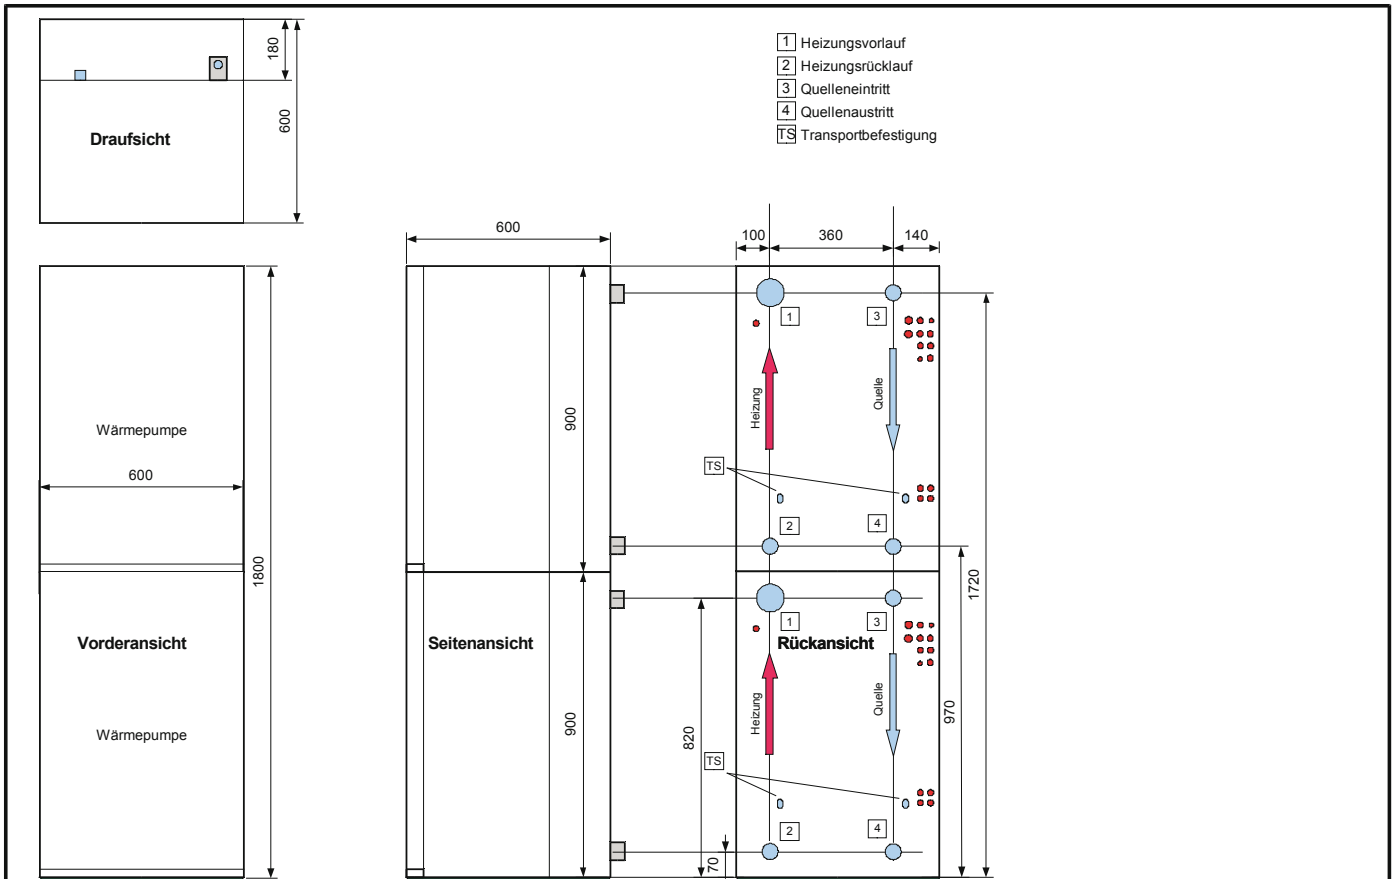 180
600
Draufsicht
1 Heizungsvorlauf
2 Heizungsrücklauf
3 Quelleneintritt
4 Quellenaustritt
TS Transportbefestigung
600
100
360
140
1
3
Heizung
Quelle
900
Wärmepumpe
600
TS
2
4
1800
1720
1
3
Vorderansicht
Seitenansicht
Rückansicht
Heizung
Quelle
970
900
820
Wärmepumpe
TS
2
4
70